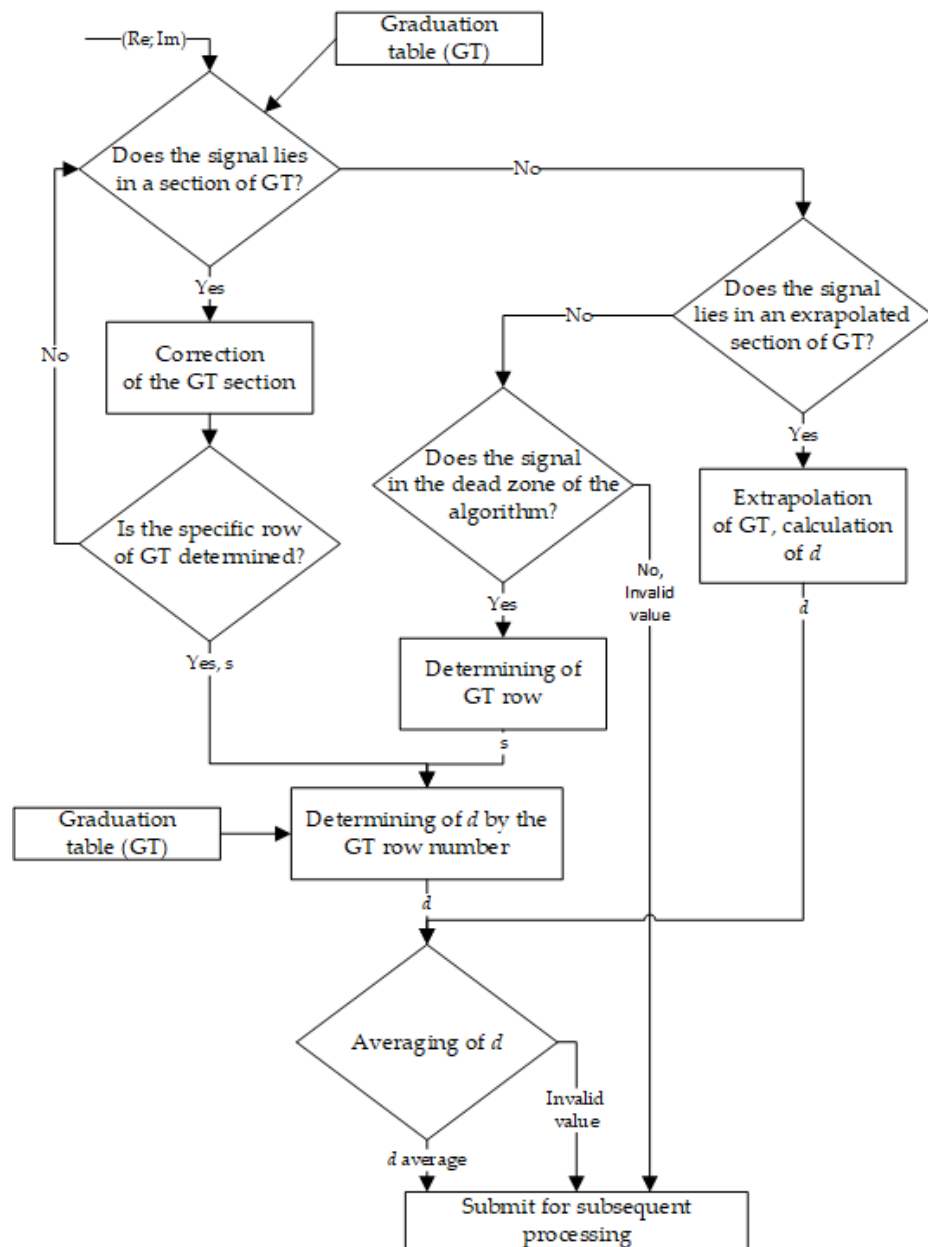 (Re; Im)
Graduation
table (GT)
Does the signal lies
in a section of GT?
No
Yes
Does the signal
lies in an exrapolated
section of GT?
No
No
Correction
of the GT section
Yes
Does the signal
in the dead zone of the
algorithm?
Extrapolation
of GT, calculation
of d
Is the specific row
of GT determined?
No,
Invalid
value
Yes
d
Yes, s
Determining of
GT row
s
Graduation
table (GT)
Determining of d by the
GT row number
d
Averaging of d
Invalid
value
d average
Submit for subsequent
processing